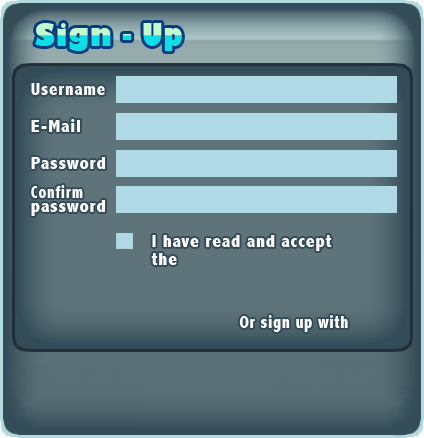 Sign - Up
Username
E-Mail
Password
Confirm
password
I have read and accept
the
Or sign up with